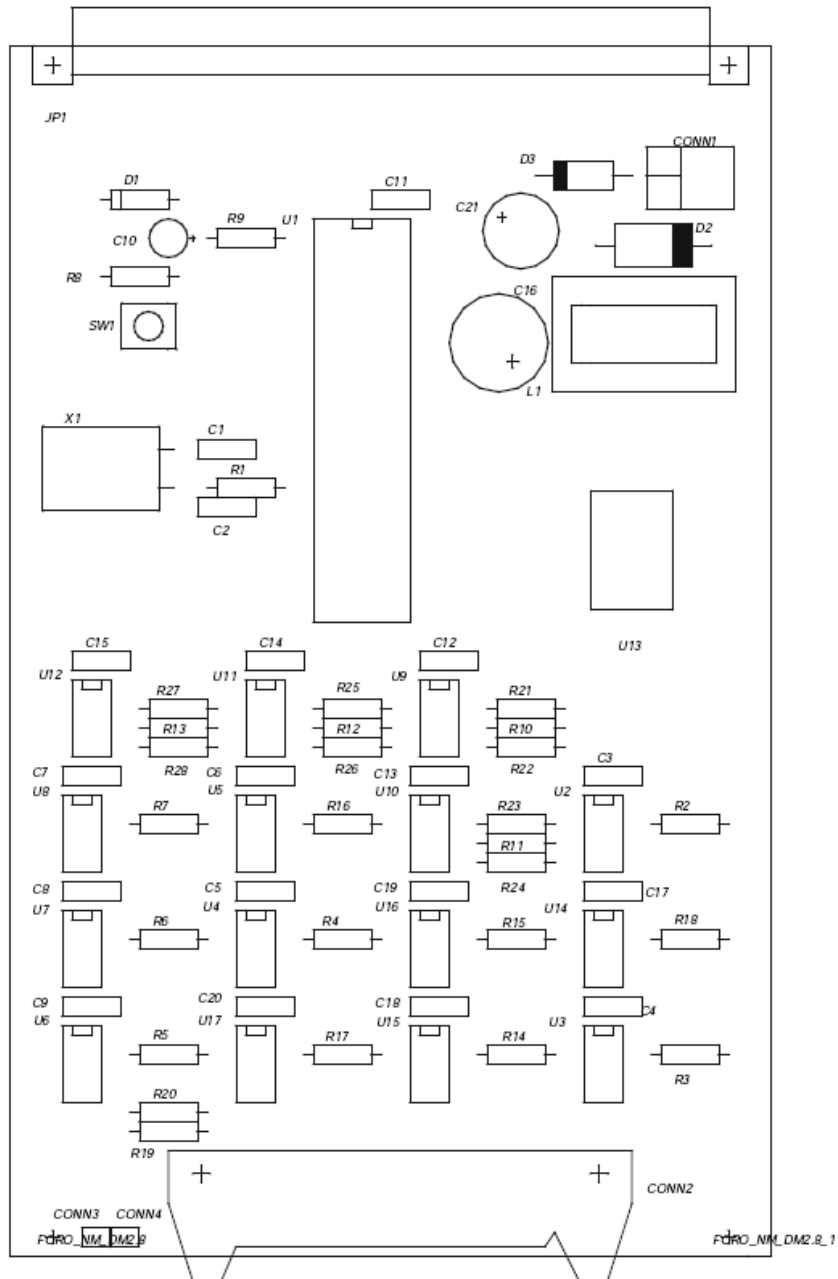 JP1
CONN1
D3
D1
C11
C21
R9
U1
C10
D2
R8
C16
SW1
L1
X1
C1
R1
C2
C15
C14
C12
U13
U12
U11
U9
R27
R25
R21
R13
R12
R10
C3
C7
R28
C6
R26
C13
R22
U8
U5
U10
U2
R7
R16
R23
R2
R11
C8
C5
C19
R24
C17
U7
U4
U16
U14
R6
R4
R15
R18
C9
C20
C18
C4
U6
U17
U15
U3
R5
R17
R14
R3
R20
R19
CONN2
CONN3 CONN4
FORO_NM_DM2.8
FORO_NM_DM2.8_1